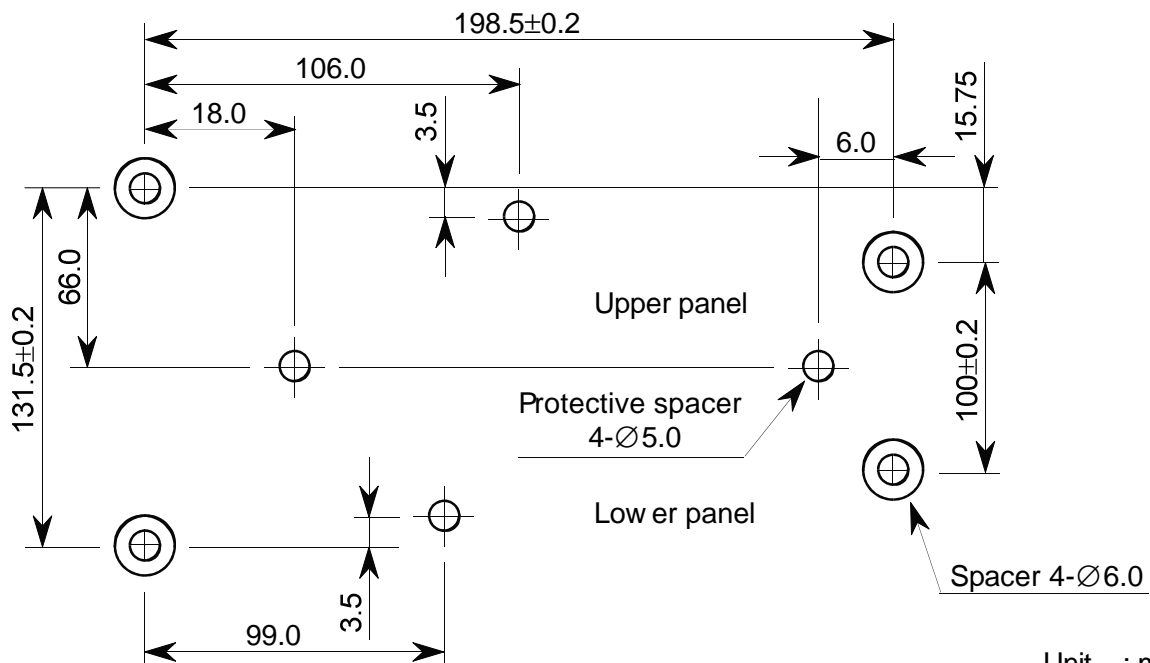 198.5±0.2
106.0
18.0
3.5
15.75
6.0
66.0
131.5±0.2
Upper panel
100±0.2
Protective spacer
4-∅5.0
Lower panel
Spacer 4-∅6.0
3.5
99.0
Unit :